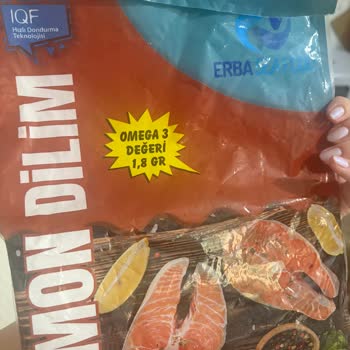 IQF
Hızlı Dondurma
Teknolojisi
ERBA
OMEGA 3
DEĞERİ
1,8 GR
MON DİLİM